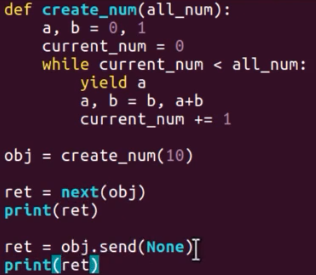 def create_num(all_num):
    a, b = 0, 1
    current_num = 0
    while current_num < all_num:
        yield a
        a, b = b, a+b
        current_num += 1

obj = create_num(10)

ret = next(obj)
print(ret)

ret = obj.send(None)
print(ret)